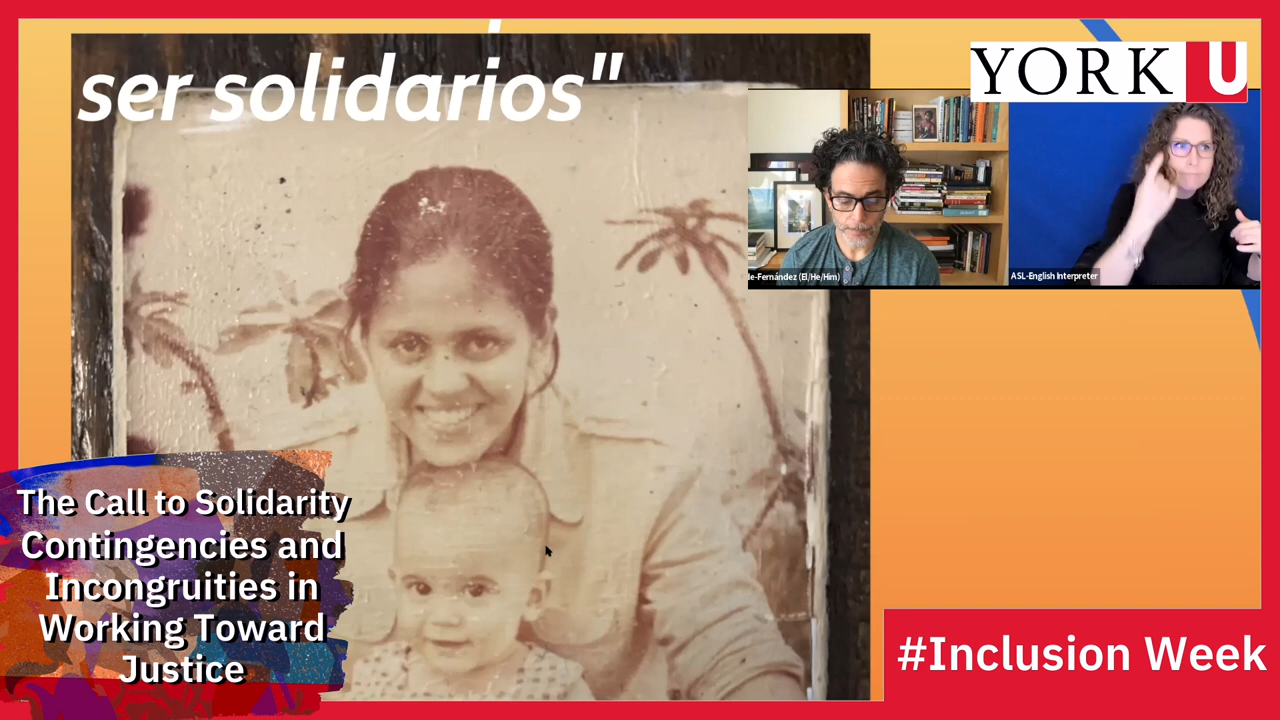 ser solidarios"
YORK U
de-Fernández (El/He/Him)
ASL-English Interpreter
The Call to Solidarity
Contingencies and
Incongruities in
Working Toward
Justice
#Inclusion Week